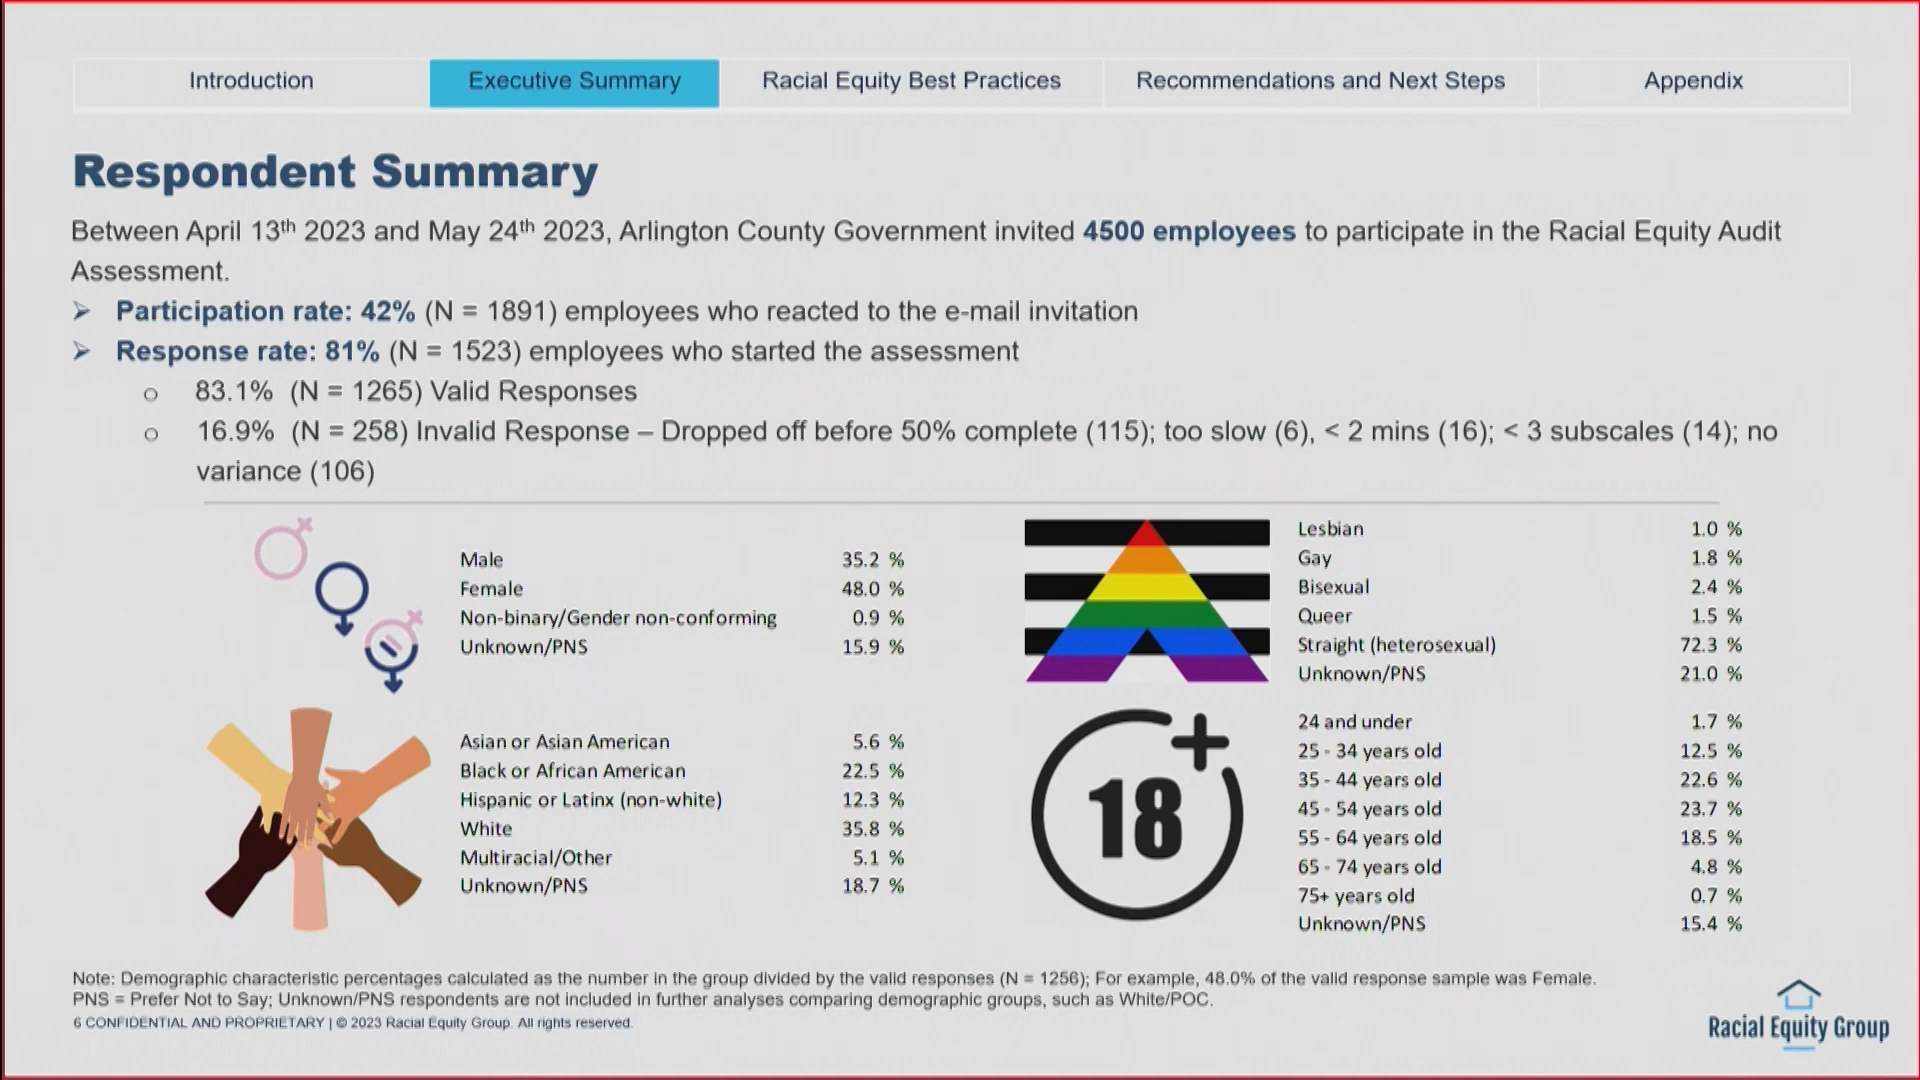 Introduction
Executive Summary
Racial Equity Best Practices
Recommendations and Next Steps
Appendix
Respondent Summary
Between April 13th 2023 and May 24th 2023, Arlington County Government invited 4500 employees to participate in the Racial Equity Audit
Assessment.
➢ Participation rate: 42% (N = 1891) employees who reacted to the e-mail invitation
➢ Response rate: 81% (N = 1523) employees who started the assessment
o 83.1% (N = 1265) Valid Responses
o 16.9% (N = 258) Invalid Response – Dropped off before 50% complete (115); too slow (6), < 2 mins (16); < 3 subscales (14); no
variance (106)
Male 35.2 %
Female 48.0 %
Non-binary/Gender non-conforming 0.9 %
Unknown/PNS 15.9 %
Lesbian 1.0 %
Gay 1.8 %
Bisexual 2.4 %
Queer 1.5 %
Straight (heterosexual) 72.3 %
Unknown/PNS 21.0 %
Asian or Asian American 5.6 %
Black or African American 22.5 %
Hispanic or Latinx (non-white) 12.3 %
White 35.8 %
Multiracial/Other 5.1 %
Unknown/PNS 18.7 %
18+
24 and under 1.7 %
25 - 34 years old 12.5 %
35 - 44 years old 22.6 %
45 - 54 years old 23.7 %
55 - 64 years old 18.5 %
65 - 74 years old 4.8 %
75+ years old 0.7 %
Unknown/PNS 15.4 %
Note: Demographic characteristic percentages calculated as the number in the group divided by the valid responses (N = 1256); For example, 48.0% of the valid response sample was Female.
PNS = Prefer Not to Say; Unknown/PNS respondents are not included in further analyses comparing demographic groups, such as White/POC.
6 CONFIDENTIAL AND PROPRIETARY | © 2023 Racial Equity Group. All rights reserved.
Racial Equity Group